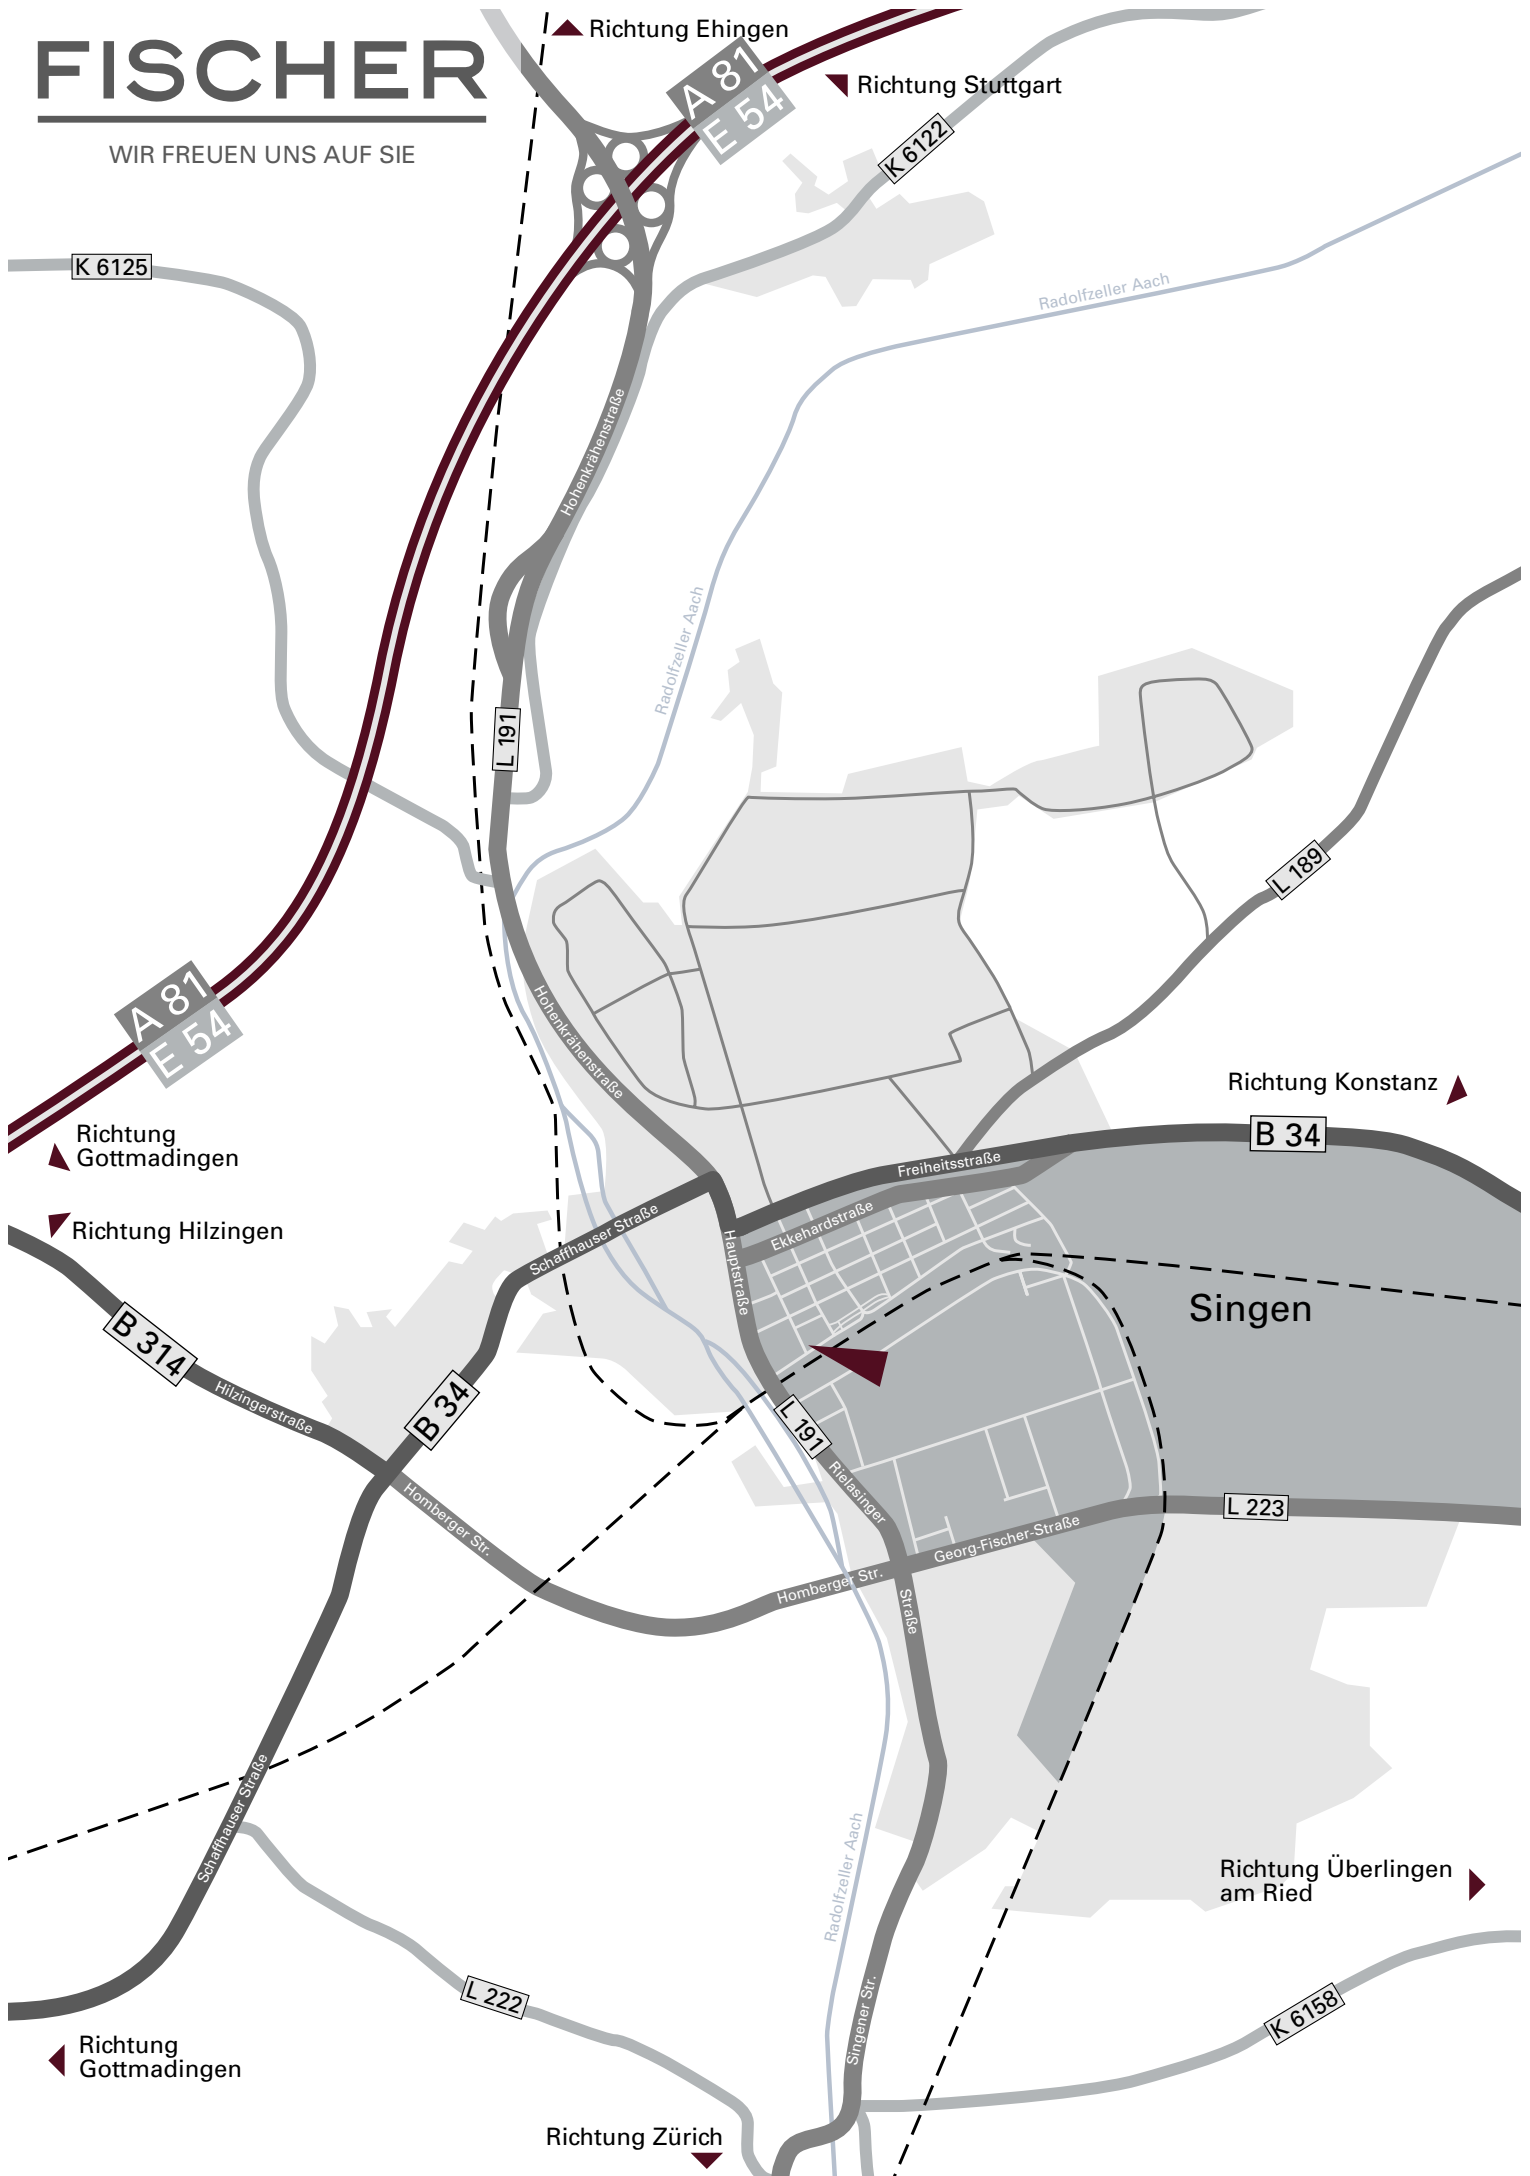 Richtung Ehingen
FISCHER
WIR FREUEN UNS AUF SIE
A 81
E 54
Richtung Stuttgart
K 6122
K 6125
Radolfzeller Aach
Hohenkrähenstraße
Radolfzeller Aach
L 191
L 189
A 81
E 54
Hohenkrähenstraße
Richtung Konstanz
B 34
Richtung
Gottmadingen
Freiheitsstraße
Richtung Hilzingen
Schaffhauser Straße
Ekkehardstraße
Hauptstraße
Singen
B 314
B 34
Hilzingerstraße
L 191
Rielasinger
Homberger Str.
L 223
Georg-Fischer-Straße
Homberger Str.
Straße
Schaffhauser Straße
Radolfzeller Aach
Richtung Überlingen
am Ried
L 222
K 6158
Singener Str.
Richtung
Gottmadingen
Richtung Zürich